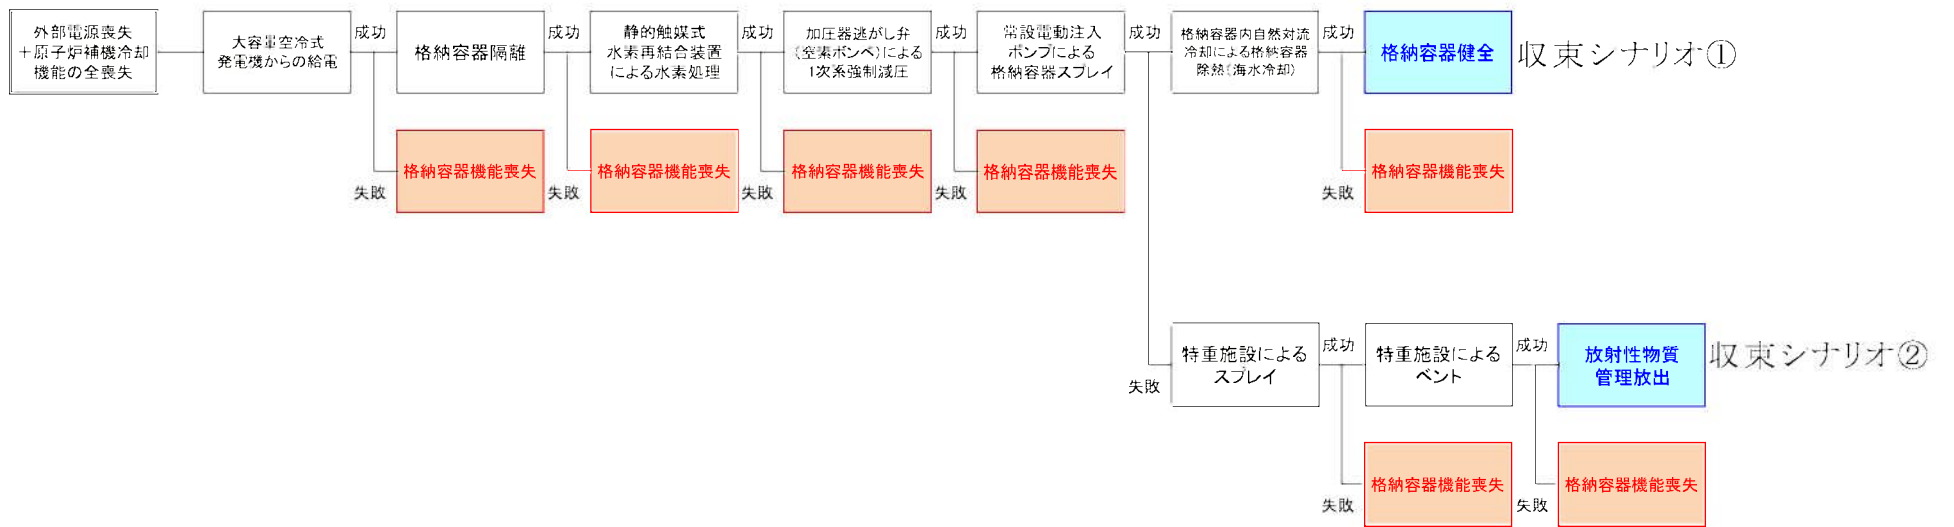 外部電源喪失
＋原子炉補機冷却
機能の全喪失
大容量空冷式
発電機からの給電
成功
失敗
格納容器機能喪失
格納容器隔離
成功
失敗
格納容器機能喪失
静的触媒式
水素再結合装置
による水素処理
成功
失敗
格納容器機能喪失
加圧器逃がし弁
(窒素ボンベ)による
1次系強制減圧
成功
失敗
格納容器機能喪失
常設電動注入
ポンプによる
格納容器スプレイ
成功
失敗
格納容器内自然対流
冷却による格納容器
除熱(海水冷却)
成功
失敗
格納容器機能喪失
格納容器健全
収束シナリオ①
特重施設による
スプレイ
成功
失敗
格納容器機能喪失
特重施設による
ベント
成功
失敗
格納容器機能喪失
放射性物質
管理放出
収束シナリオ②